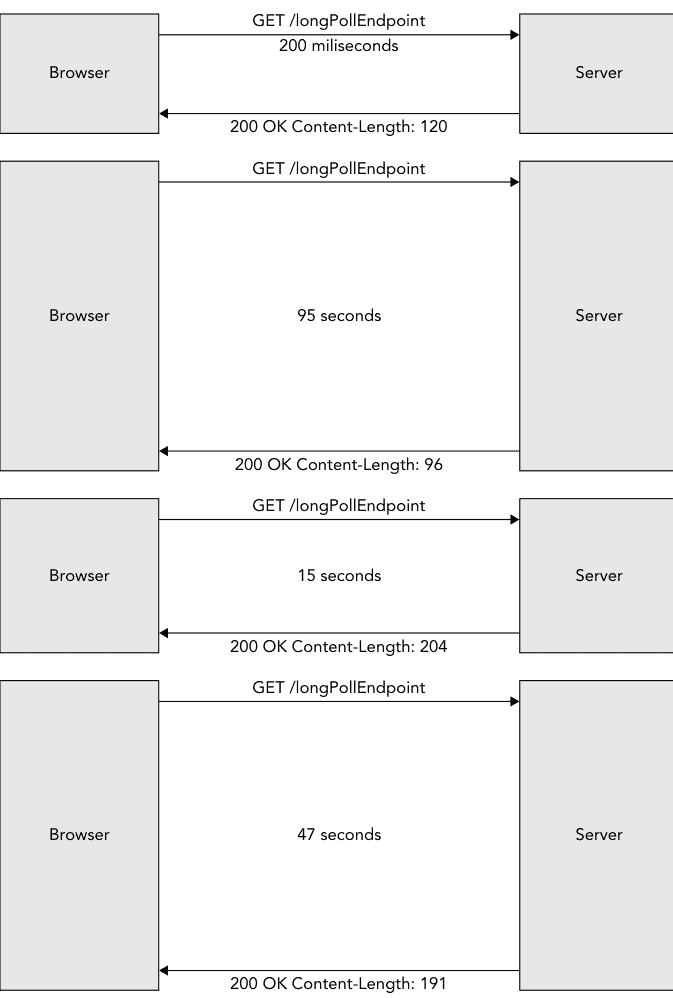 GET /longPollEndpoint
200 miliseconds
Browser
Server
200 OK Content-Length: 120
GET /longPollEndpoint
Browser
95 seconds
Server
200 OK Content-Length: 96
GET /longPollEndpoint
Browser
15 seconds
Server
200 OK Content-Length: 204
GET /longPollEndpoint
Browser
47 seconds
Server
200 OK Content-Length: 191